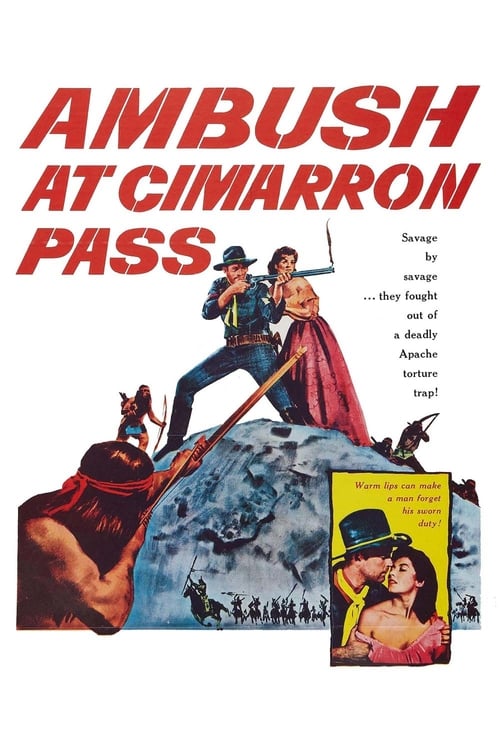 AMBUSH
AT CIMARRON
PASS
Savage
by
savage
...they fought
out of
a deadly
Apache
torture
trap!
Warm lips can make
a man forget
his sworn
duty!